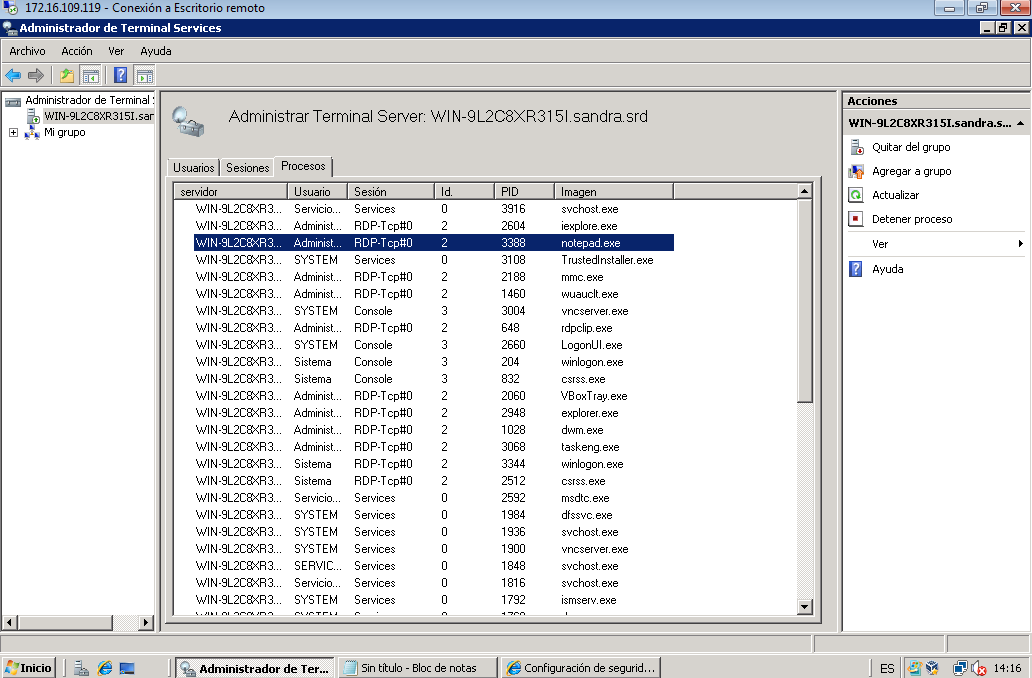 172.16.109.119 - Conexión a Escritorio remoto
Administrador de Terminal Services
Archivo Acción Ver Ayuda
Administrador de Terminal
WIN-9L2C8XR315I.sar
Mi grupo
Administrar Terminal Server: WIN-9L2C8XR315I.sandra.srd
Usuarios Sesiones Procesos
servidor Usuario Sesión Id. PID Imagen
WIN-9L2C8XR3... Servicio... Services 0 3916 svchost.exe
WIN-9L2C8XR3... Administ... RDP-Tcp#0 2 2604 iexplore.exe
WIN-9L2C8XR3... Administ... RDP-Tcp#0 2 3388 notepad.exe
WIN-9L2C8XR3... SYSTEM Services 0 3108 TrustedInstaller.exe
WIN-9L2C8XR3... Administ... RDP-Tcp#0 2 2188 mmc.exe
WIN-9L2C8XR3... Administ... RDP-Tcp#0 2 1460 wuauclt.exe
WIN-9L2C8XR3... SYSTEM Console 3 3004 vncserver.exe
WIN-9L2C8XR3... Administ... RDP-Tcp#0 2 648 rdpclip.exe
WIN-9L2C8XR3... SYSTEM Console 3 2660 LogonUI.exe
WIN-9L2C8XR3... Sistema Console 3 204 winlogon.exe
WIN-9L2C8XR3... Sistema Console 3 832 csrss.exe
WIN-9L2C8XR3... Administ... RDP-Tcp#0 2 2060 VBoxTray.exe
WIN-9L2C8XR3... Administ... RDP-Tcp#0 2 2948 explorer.exe
WIN-9L2C8XR3... Administ... RDP-Tcp#0 2 1028 dwm.exe
WIN-9L2C8XR3... Administ... RDP-Tcp#0 2 3068 taskeng.exe
WIN-9L2C8XR3... Sistema RDP-Tcp#0 2 3344 winlogon.exe
WIN-9L2C8XR3... Sistema RDP-Tcp#0 2 2512 csrss.exe
WIN-9L2C8XR3... Servicio... Services 0 2592 msdtc.exe
WIN-9L2C8XR3... SYSTEM Services 0 1984 dfssvc.exe
WIN-9L2C8XR3... SYSTEM Services 0 1936 svchost.exe
WIN-9L2C8XR3... SYSTEM Services 0 1900 vncserver.exe
WIN-9L2C8XR3... SERVIC... Services 0 1848 svchost.exe
WIN-9L2C8XR3... Servicio... Services 0 1816 svchost.exe
WIN-9L2C8XR3... SYSTEM Services 0 1792 ismserv.exe
Acciones
WIN-9L2C8XR315I.sandra.s...
Quitar del grupo
Agregar a grupo
Actualizar
Detener proceso
Ver
Ayuda
Inicio Administrador de Ter... Sin título - Bloc de notas Configuración de segurid... ES 14:16